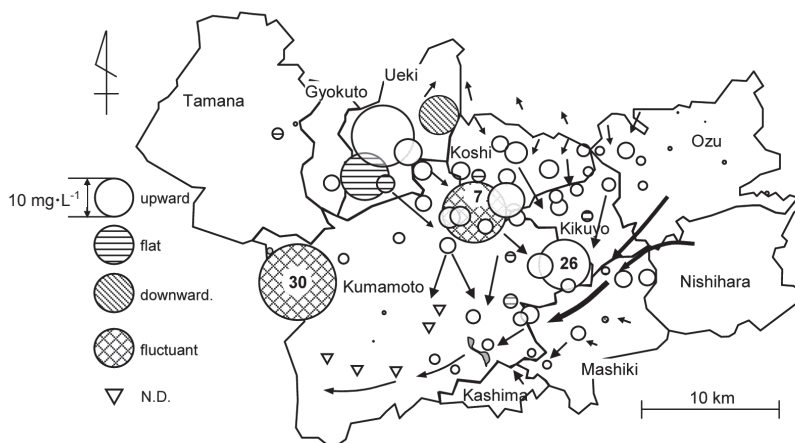 Ueki
Gyokuto
Tamana
Koshi
Ozu
10 mg·L-1
upward
7
flat
Kikuyo
26
Nishihara
30
Kumamoto
downward.
fluctuant
Mashiki
N.D.
Kashima
10 km